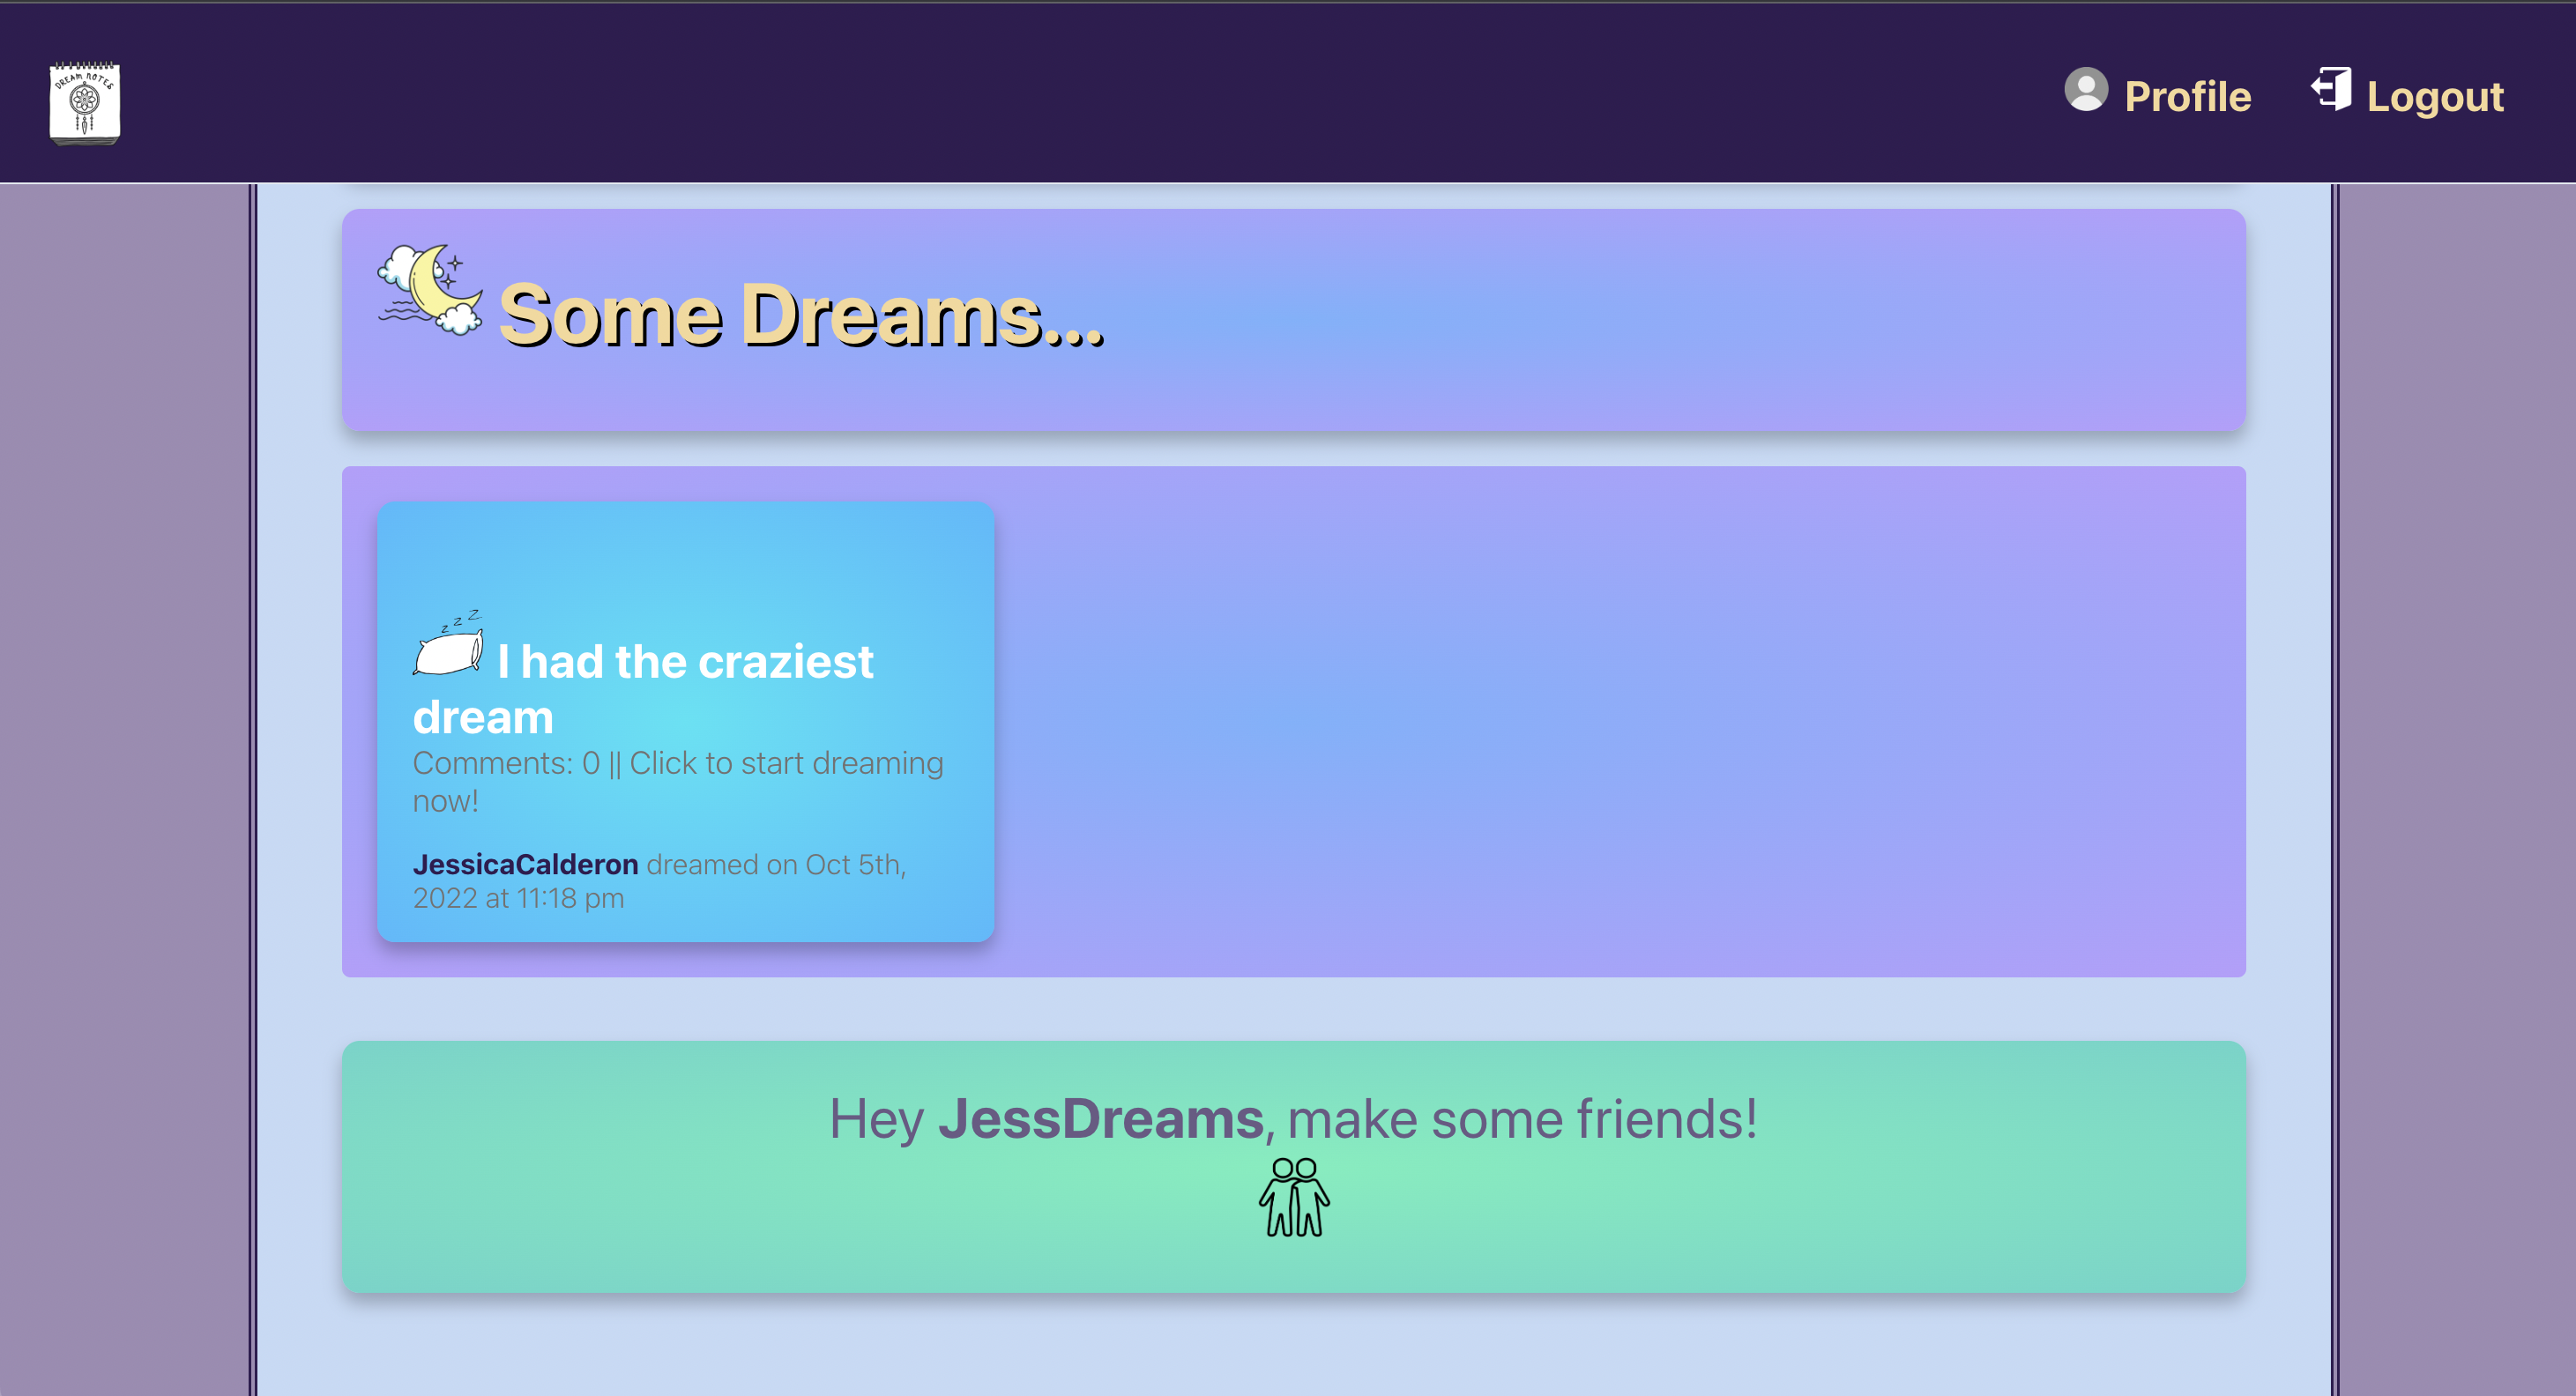 DREAM NOTES
Profile
Logout
Some Dreams...
z z Z
I had the craziest
dream
Comments: 0 || Click to start dreaming
now!
JessicaCalderon dreamed on Oct 5th,
2022 at 11:18 pm
Hey JessDreams, make some friends!